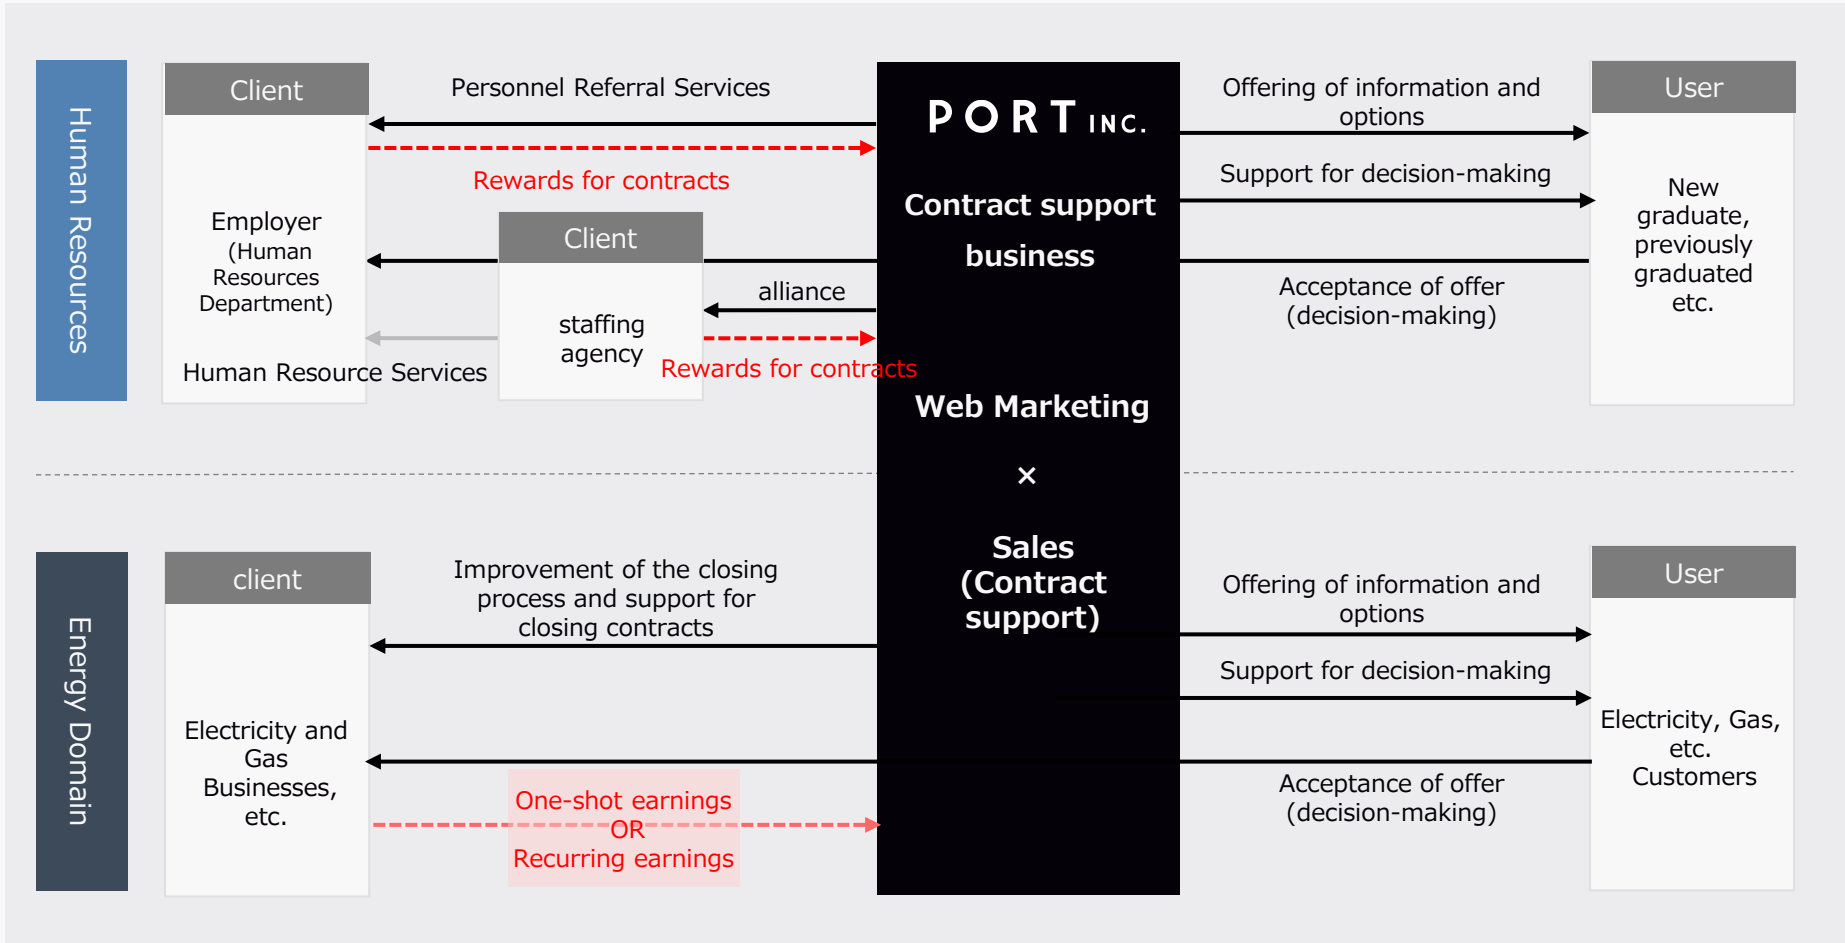 Human Resources
Client
Employer
(Human
Resources
Department)
Personnel Referral Services
Rewards for contracts
Client
staffing
agency
alliance
Rewards for contracts
Human Resource Services
PORT INC.
Contract support
business
Web Marketing
×
Sales
(Contract
support)
Offering of information and
options
Support for decision-making
Acceptance of offer
(decision-making)
User
New
graduate,
previously
graduated
etc.
Energy Domain
client
Electricity and
Gas
Businesses,
etc.
Improvement of the closing
process and support for
closing contracts
One-shot earnings
OR
Recurring earnings
Offering of information and
options
Support for decision-making
Acceptance of offer
(decision-making)
User
Electricity, Gas,
etc.
Customers